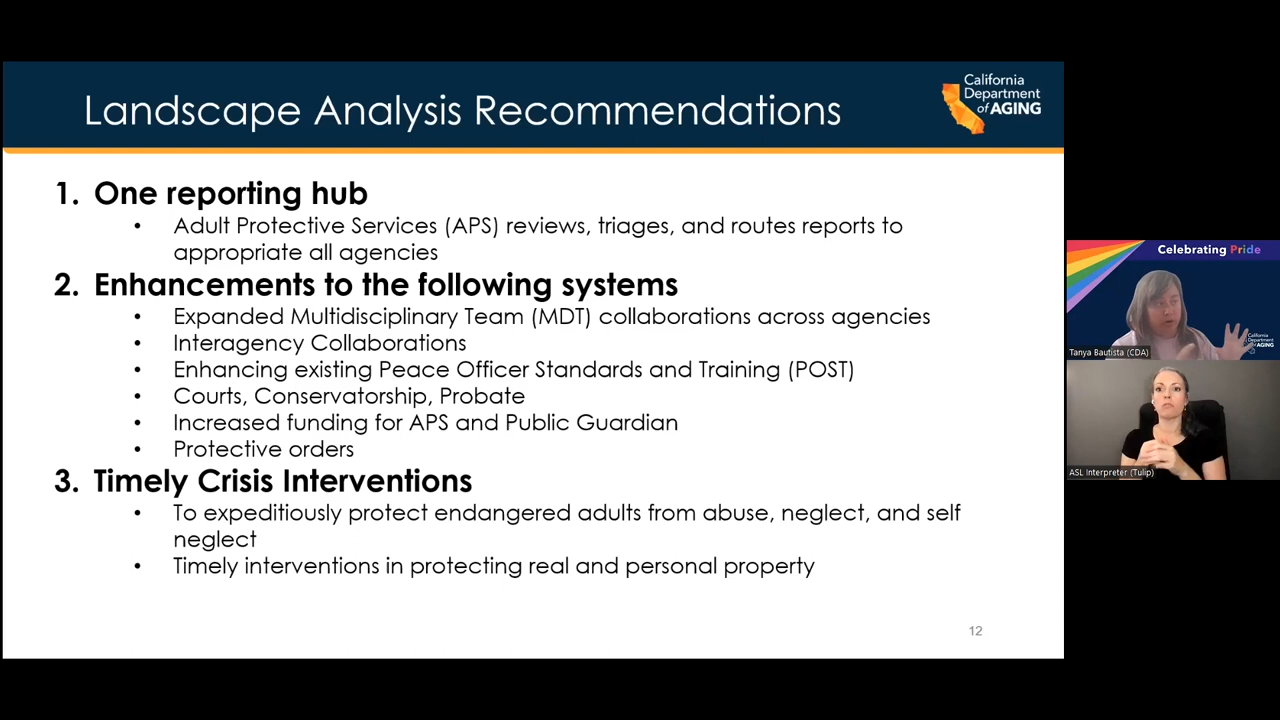 Landscape Analysis Recommendations
California
Department
of AGING
1. One reporting hub
• Adult Protective Services (APS) reviews, triages, and routes reports to
appropriate all agencies
2. Enhancements to the following systems
• Expanded Multidisciplinary Team (MDT) collaborations across agencies
• Interagency Collaborations
• Enhancing existing Peace Officer Standards and Training (POST)
• Courts, Conservatorship, Probate
• Increased funding for APS and Public Guardian
• Protective orders
3. Timely Crisis Interventions
• To expeditiously protect endangered adults from abuse, neglect, and self
neglect
• Timely interventions in protecting real and personal property
12
Celebrating Pride
California
Department
of AGING
Tanya Bautista (CDA)
ASL Interpreter (Tulip)